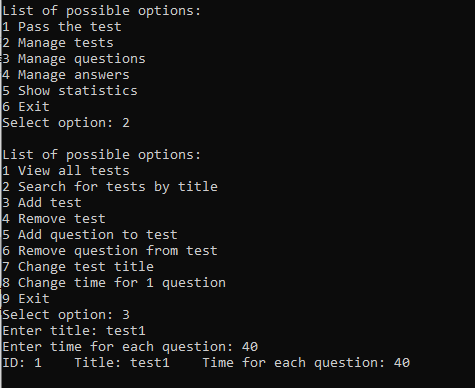 List of possible options:
1 Pass the test
2 Manage tests
3 Manage questions
4 Manage answers
5 Show statistics
6 Exit
Select option: 2

List of possible options:
1 View all tests
2 Search for tests by title
3 Add test
4 Remove test
5 Add question to test
6 Remove question from test
7 Change test title
8 Change time for 1 question
9 Exit
Select option: 3
Enter title: test1
Enter time for each question: 40
ID: 1    Title: test1    Time for each question: 40